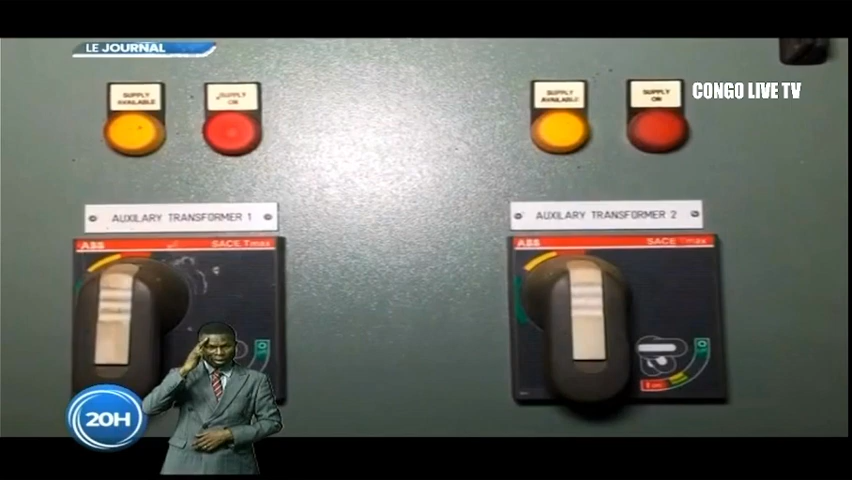 LE JOURNAL
SUPPLY
AVAILABLE
SUPPLY
ON
SUPPLY
AVAILABLE
SUPPLY
ON
CONGO LIVE TV
AUXILARY TRANSFORMER 1
AUXILARY TRANSFORMER 2
ABB SACE Tmax
ABB SACE Tmax
20H